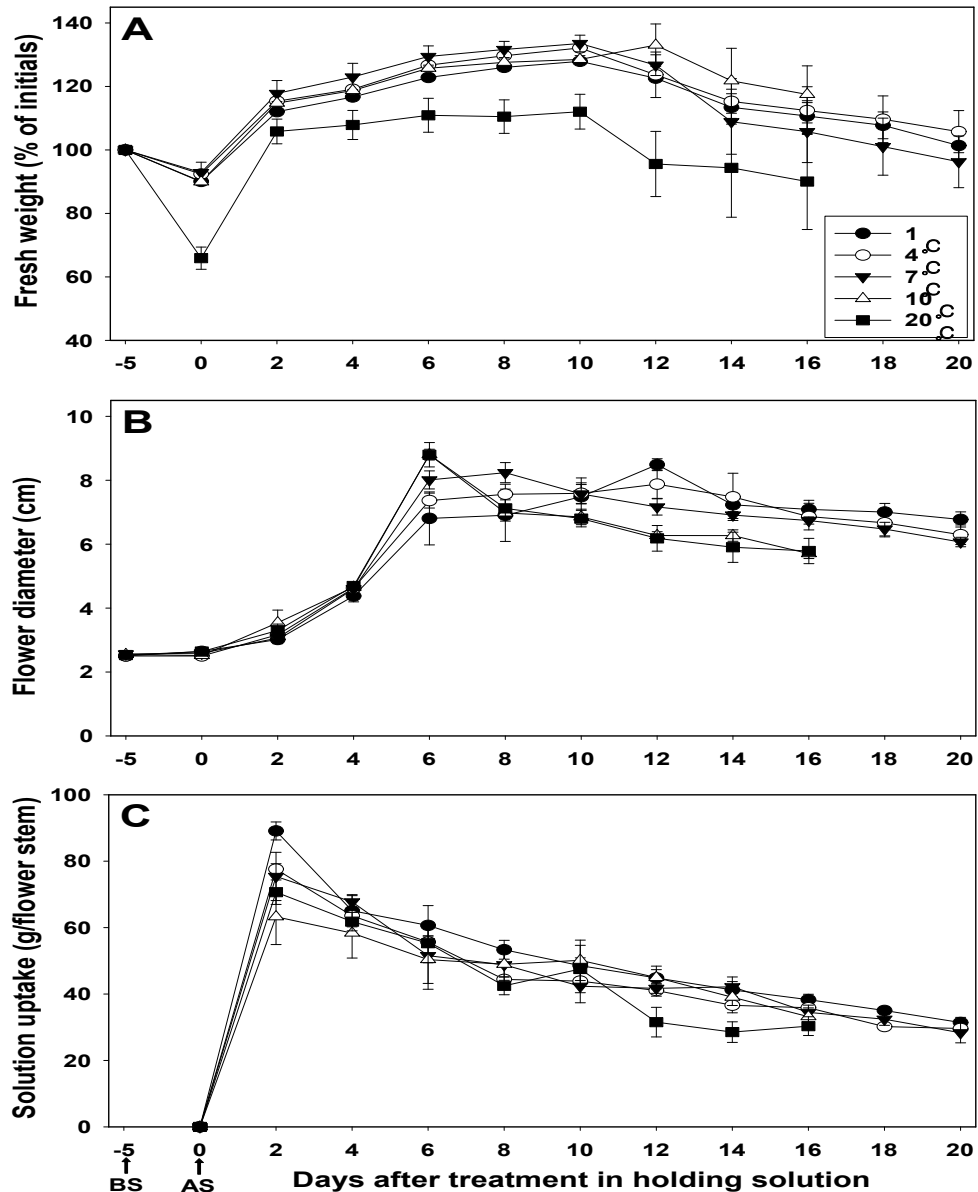 A
Fresh weight (% of initials)
140
120
100
80
60
40
1
4°C
7°C
10°C
20°C
°C
-5 0 2 4 6 8 10 12 14 16 18 20
B
Flower diameter (cm)
10
8
6
4
2
0
-5 0 2 4 6 8 10 12 14 16 18 20
C
Solution uptake (g/flower stem)
100
80
60
40
20
0
-5 0 2 4 6 8 10 12 14 16 18 20
BS AS Days after treatment in holding solution